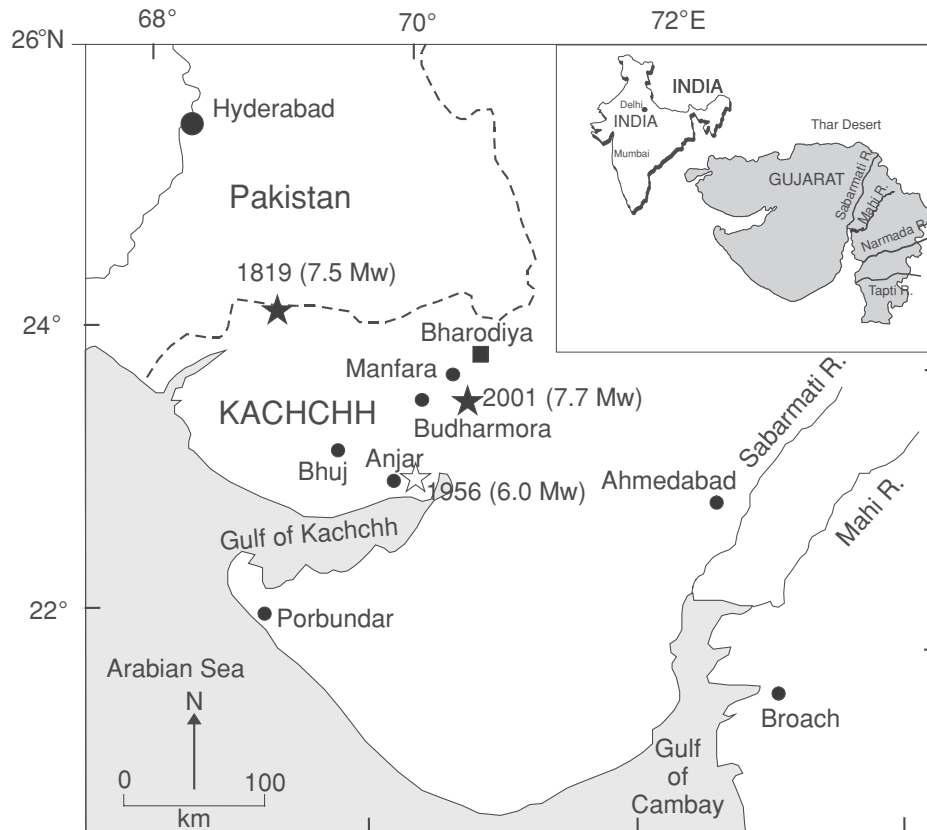 68°
70°
72°E
26°N
Hyderabad
INDIA
Delhi
INDIA
Mumbai
Thar Desert
GUJARAT
Sabarmati R.
Mahi R.
Narmada R.
Tapti R.
Pakistan
1819 (7.5 Mw)
24°
Bharodiya
Manfara
KACHCHH
2001 (7.7 Mw)
Budharmora
Bhuj
Anjar
1956 (6.0 Mw)
Ahmedabad
Sabarmati R.
Mahi R.
Gulf of Kachchh
22°
Porbundar
Arabian Sea
N
0
100
km
Gulf
of
Cambay
Broach